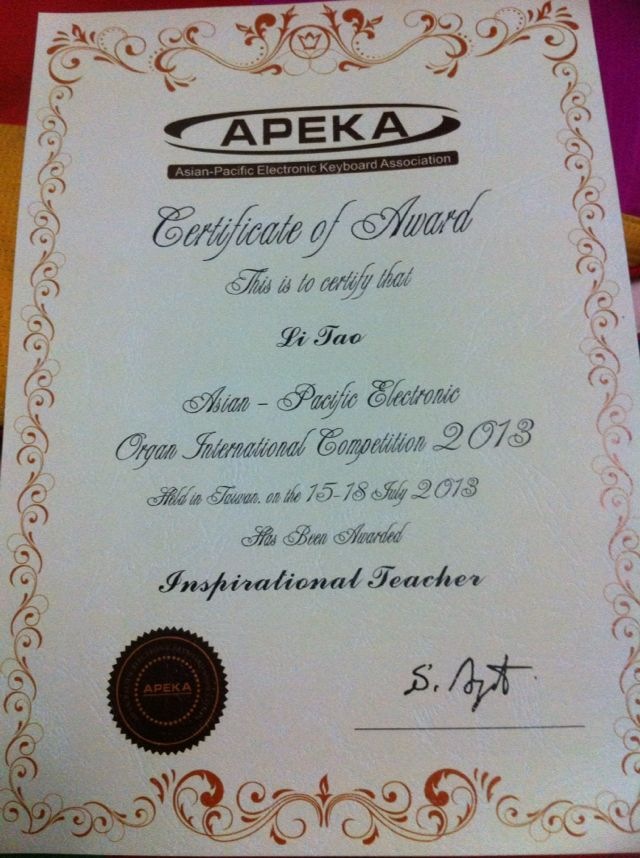 APEKA
Asian-Pacific Electronic Keyboard Association
Certificate of Award
This is to certify that
Li Tao
Asian - Pacific Electronic
Organ International Competition 2013
Held in Taiwan. on the 15-18 July 2013
Has Been Awarded
Inspirational Teacher
APEKA